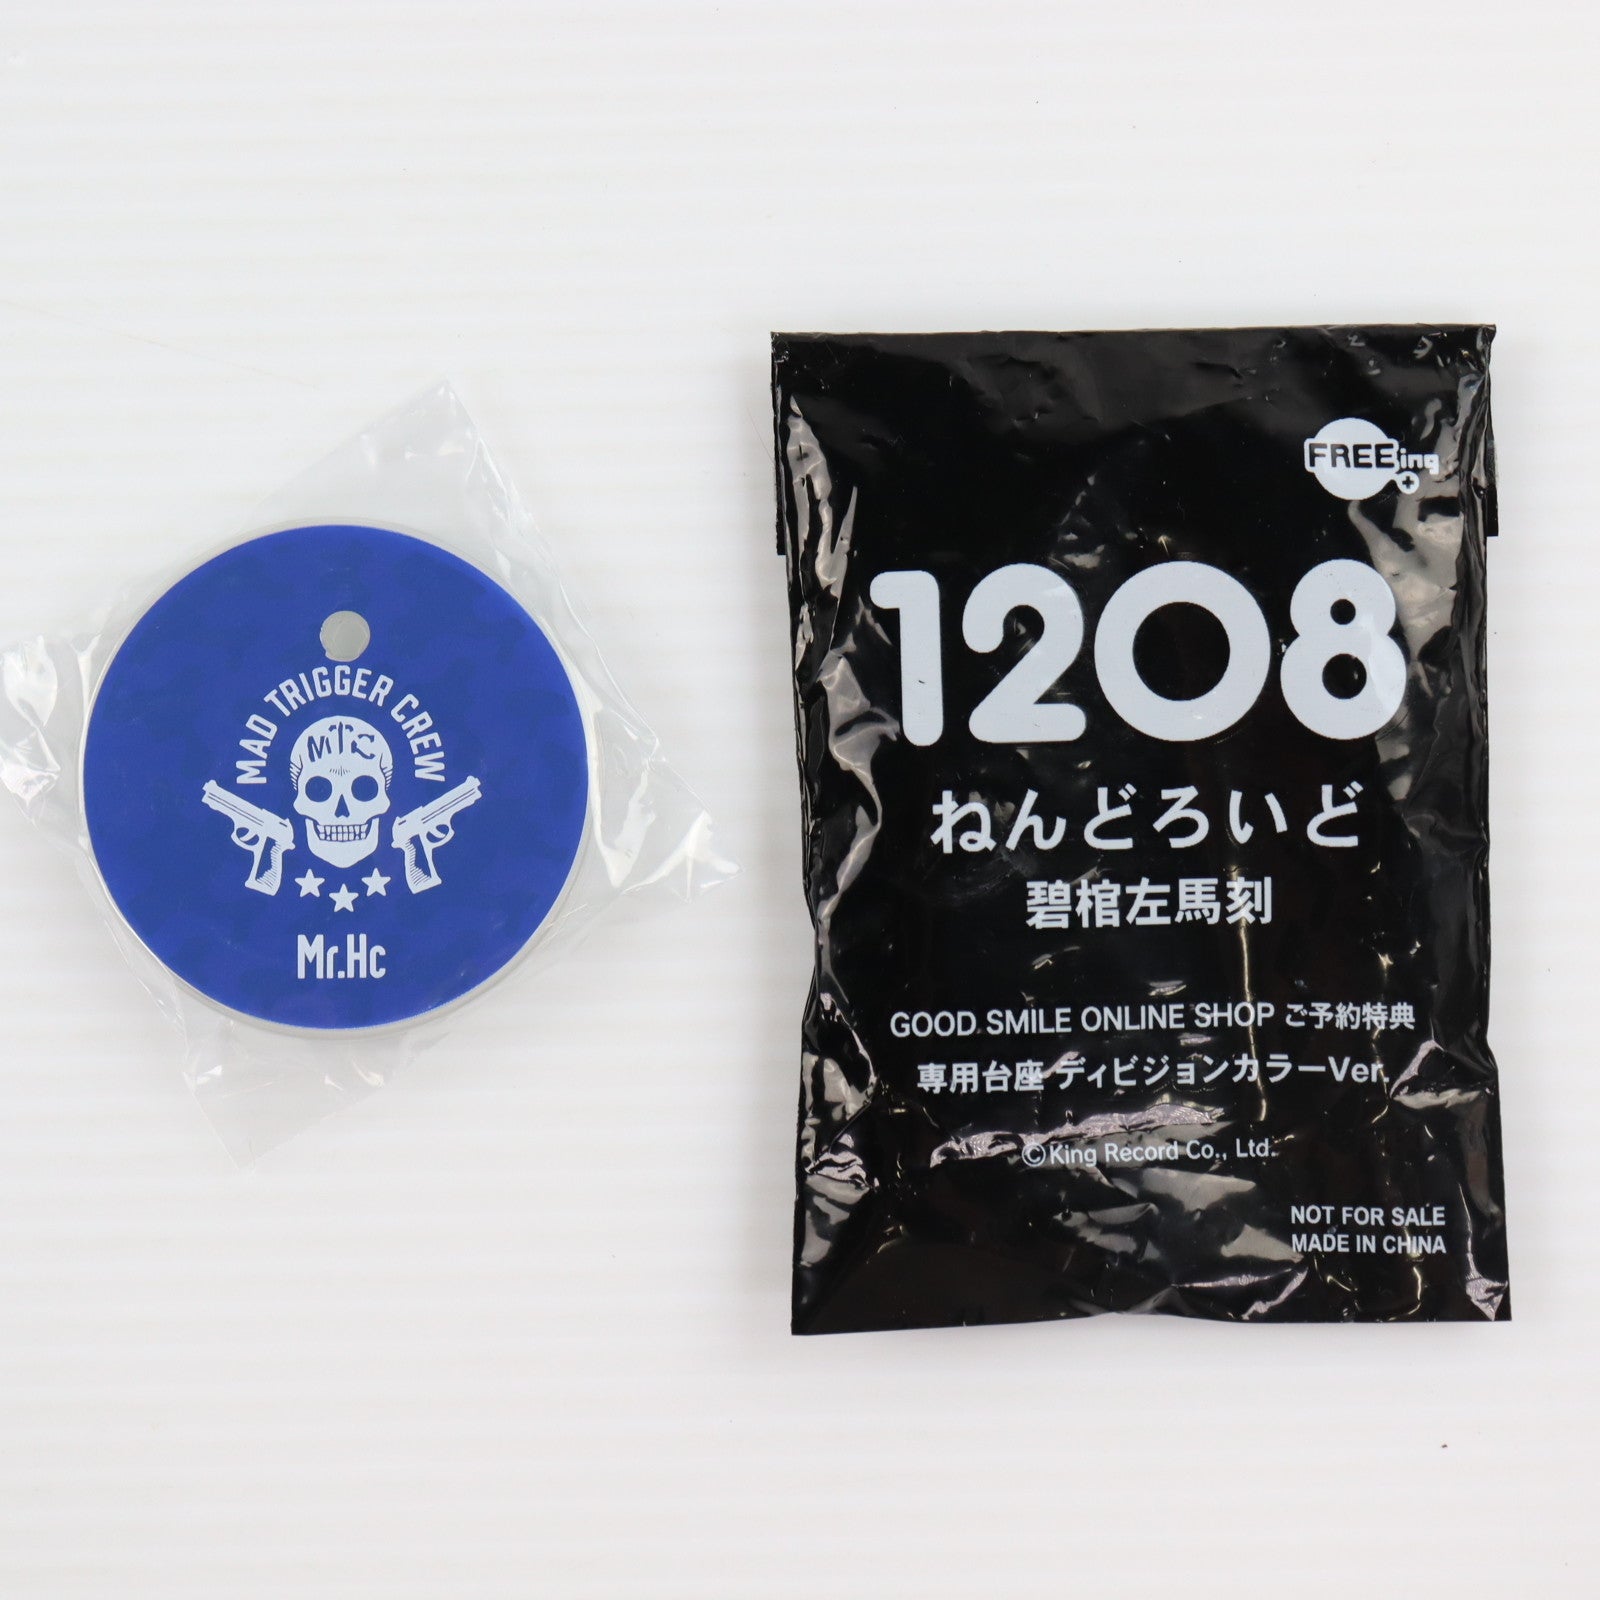 MAD TRIGGER CREW
MTC
Mr.Hc
FREEing
1208
ねんどろいど
碧棺左馬刻
GOOD SMILE ONLINE SHOP ご予約特典
専用台座 ディビジョンカラーVer.
©King Record Co., Ltd.
NOT FOR SALE
MADE IN CHINA